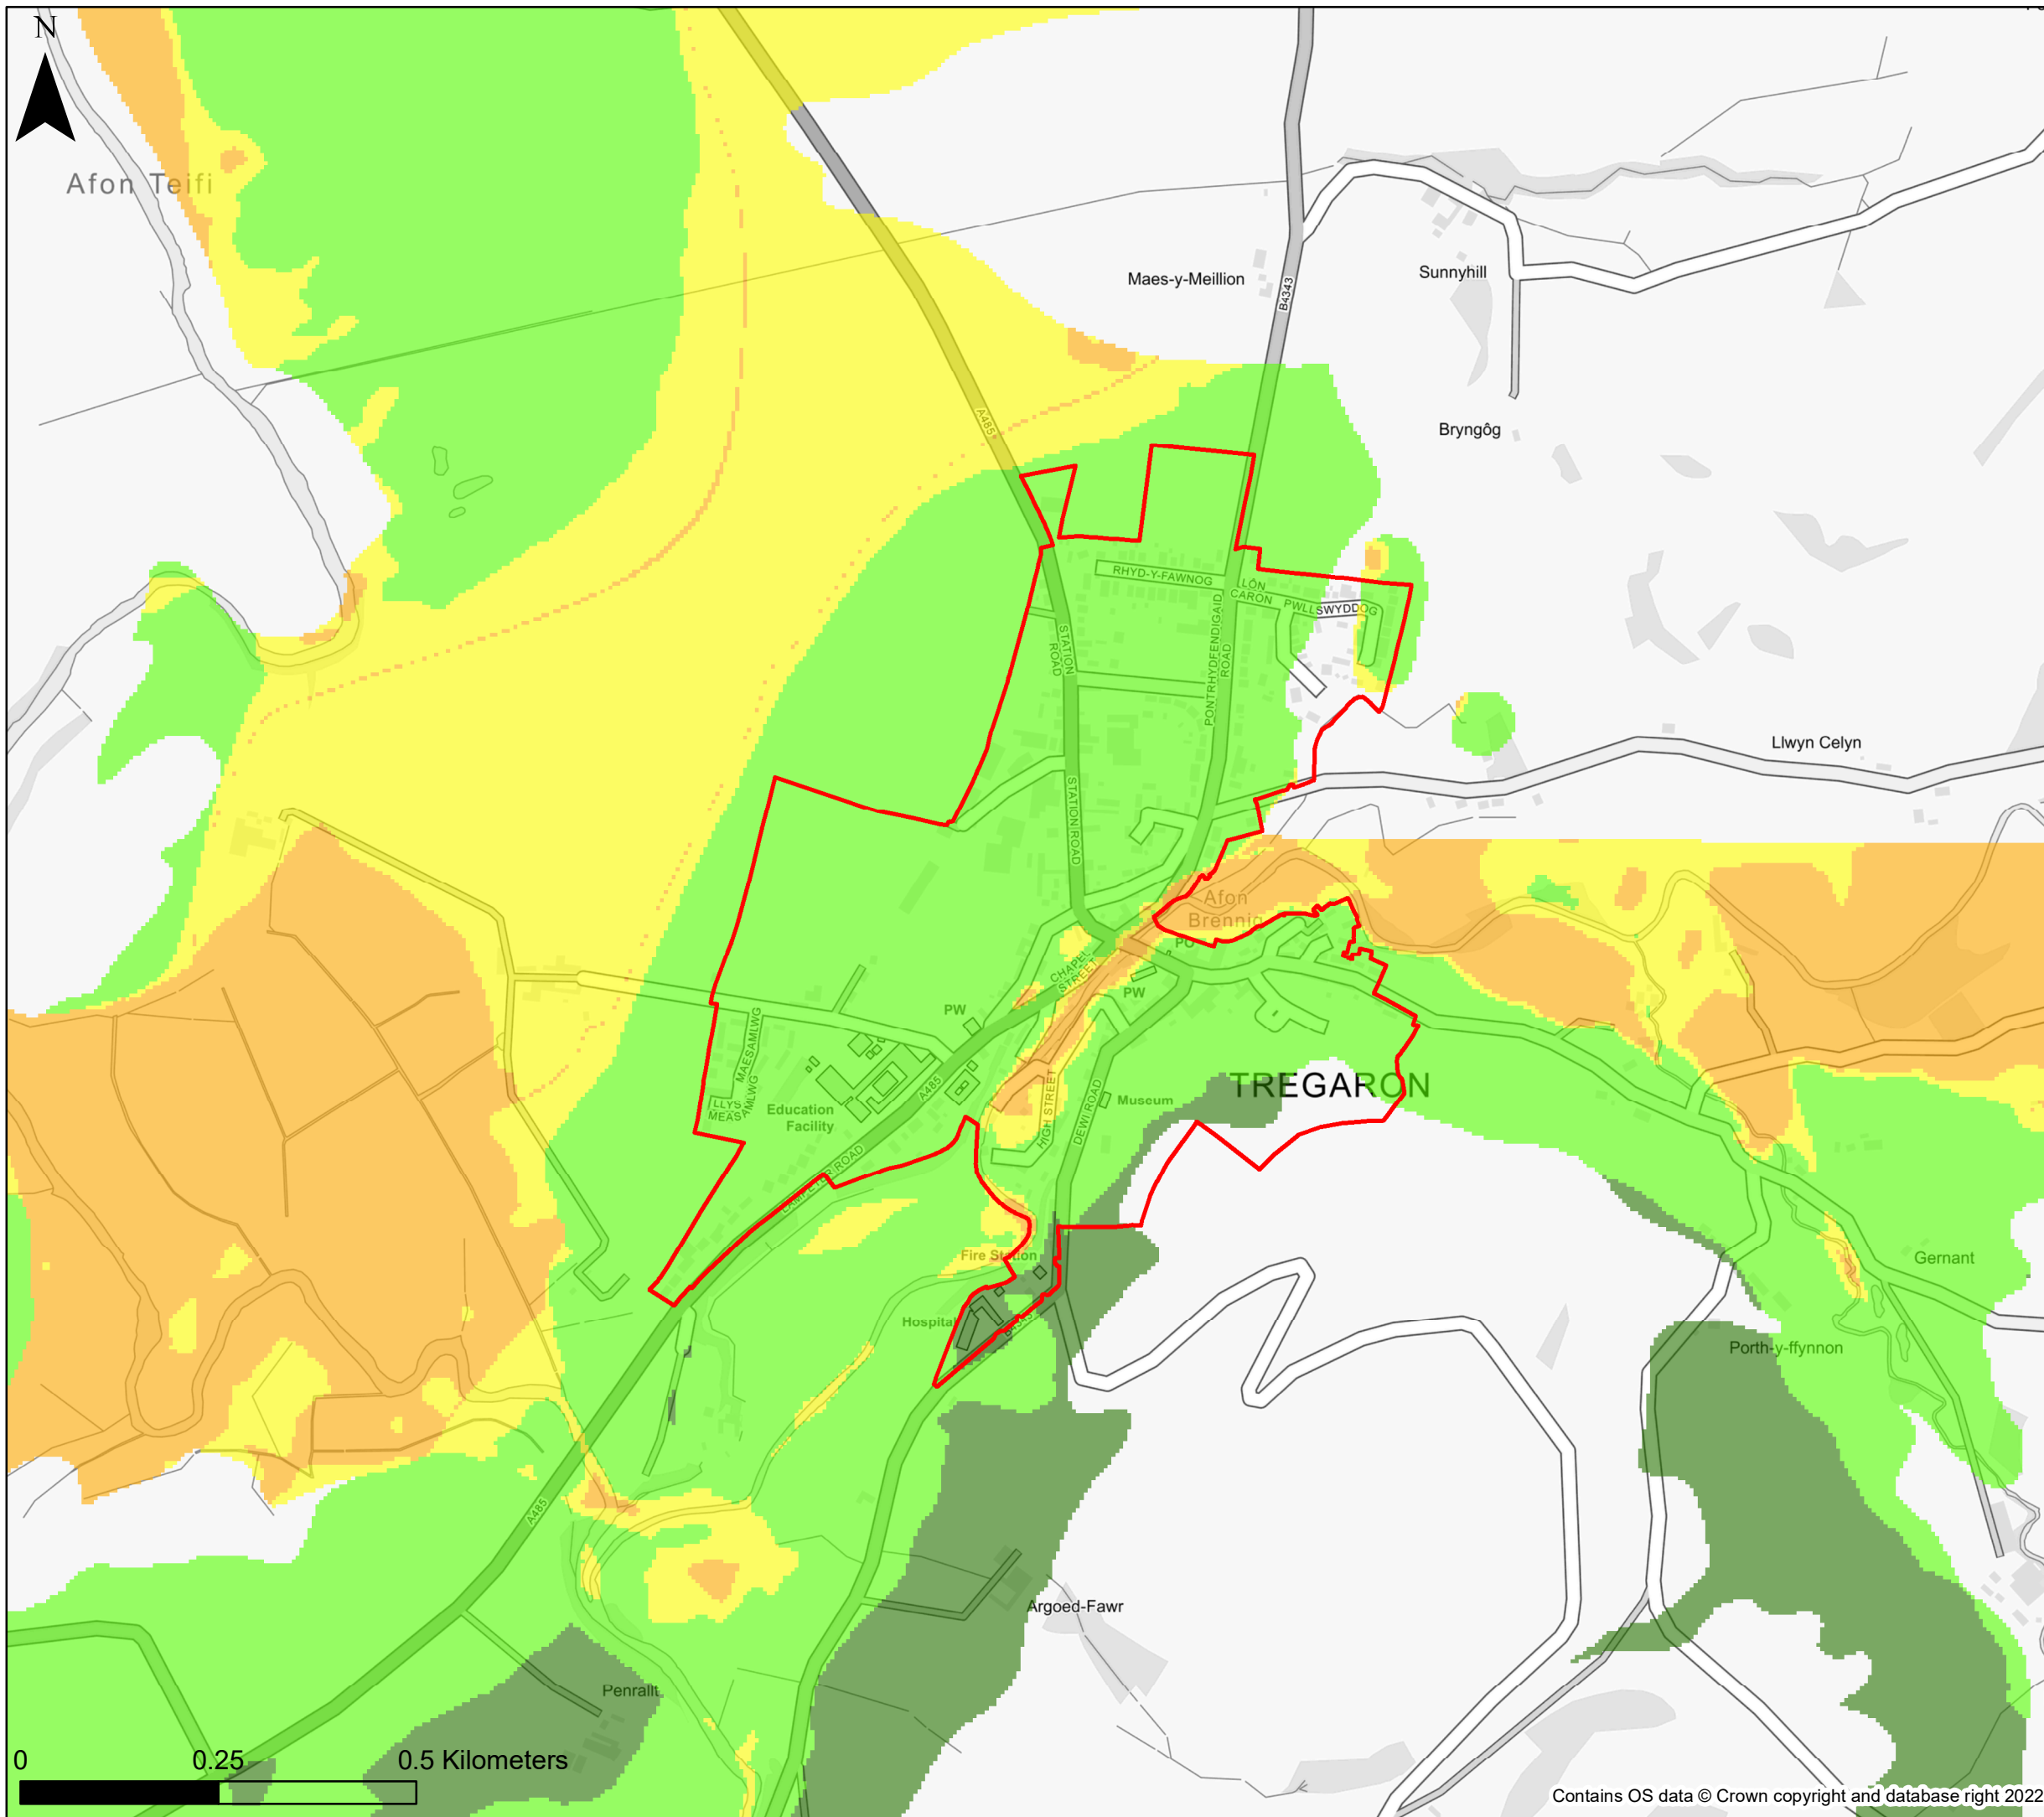 N
Afon Teifi
Maes-y-Meillion
Sunnyhill
B4343
A485
Bryngôg
RHYD-Y-FAWNOG
LÔN
CARON
PWLLSWYDDOG
STATION
ROAD
PONTRHYDFENDIGAID
ROAD
Llwyn Celyn
STATION ROAD
Afon
Brennig
PO
CHAPEL
STREET
PW
PW
MAESAMLWG
LLYS
Education
Facility
A485
HIGH STREET
DEWI ROAD
Museum
TREGARON
LAMPETER ROAD
Fire Station
Hospital
B4343
Gernant
Porth-y-ffynnon
A485
Argoed-Fawr
Penrallt
0 0.25 0.5 Kilometers
Contains OS data © Crown copyright and database right 2022